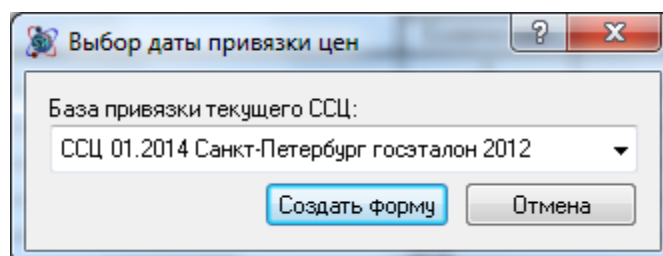 Выбор даты привязки цен
База привязки текущего ССЦ:
ССЦ 01.2014 Санкт-Петербург госэталон 2012
Создать форму Отмена